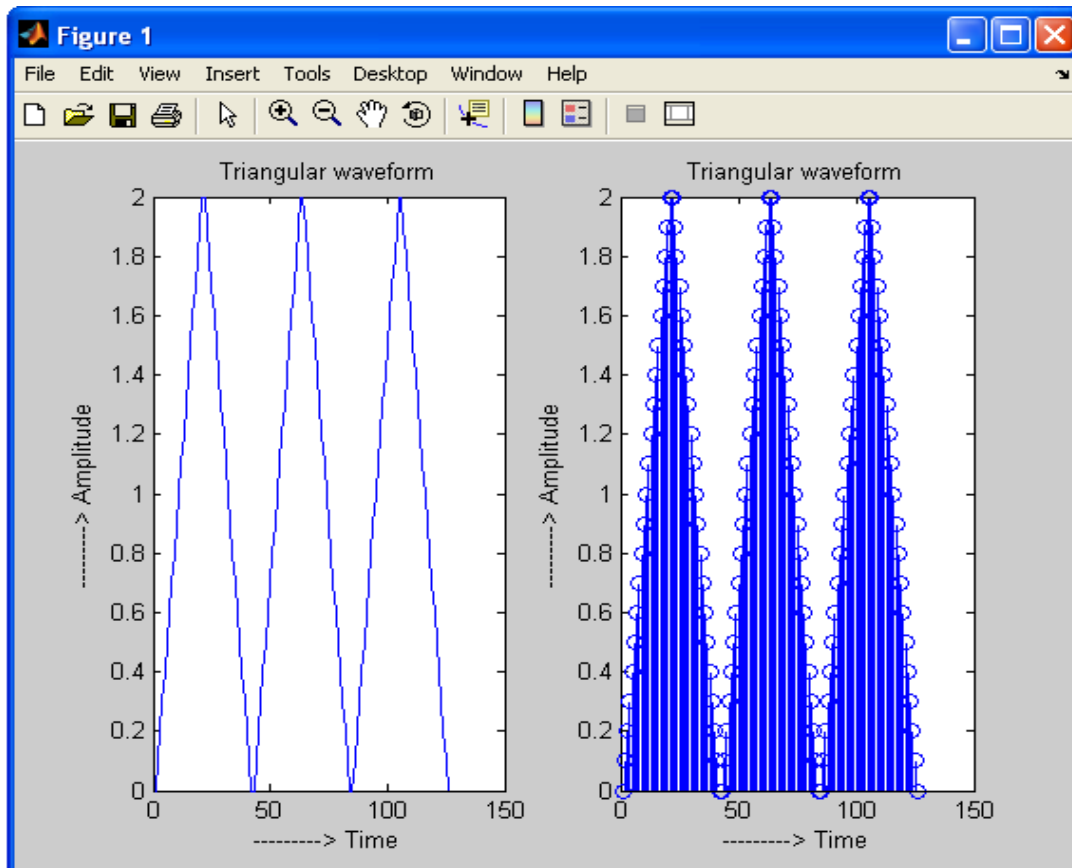 Figure 1
File Edit View Insert Tools Desktop Window Help
Triangular waveform
2
1.8
1.6
1.4
1.2
1
0.8
0.6
0.4
0.2
0
--------> Amplitude
0 50 100 150
---------> Time
Triangular waveform
2
1.8
1.6
1.4
1.2
1
0.8
0.6
0.4
0.2
0
--------> Amplitude
0 50 100 150
---------> Time